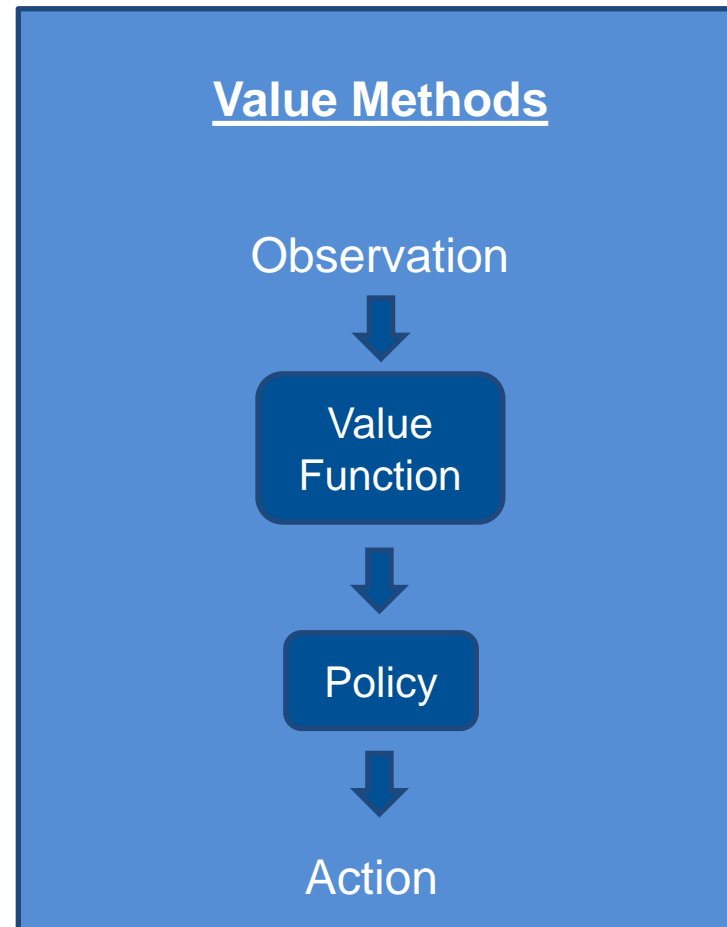 Value Methods
Observation
Value
Function
Policy
Action